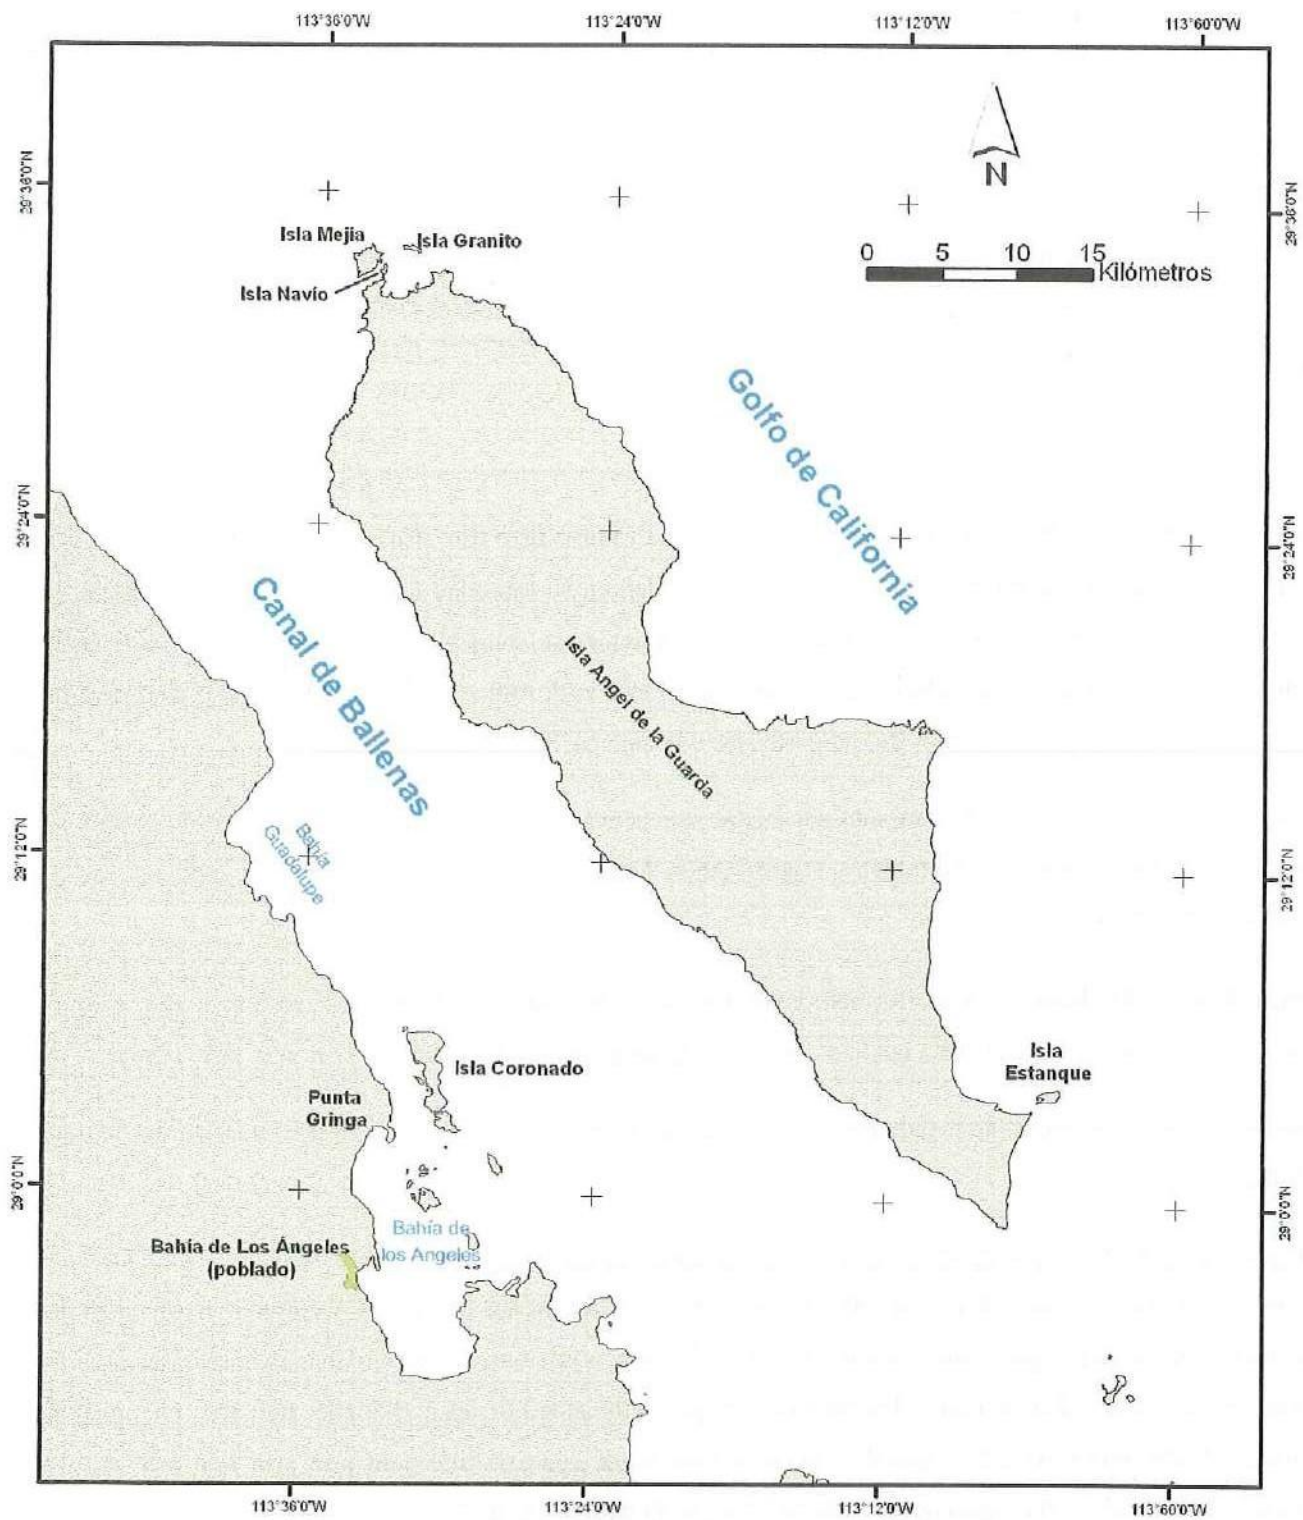 113°36'0"W
113°24'0"W
113°12'0"W
113°60'0"W
29°36'0"N
29°36'0"N
N
Isla Mejia
Isla Granito
Isla Navío
0 5 10 15
Kilómetros
Golfo de California
29°24'0"N
29°24'0"N
Canal de Ballenas
Isla Angel de la Guarda
Bahía
Guadalupe
29°12'0"N
29°12'0"N
Isla
Estanque
Isla Coronado
Punta
Gringa
29°0'0"N
29°0'0"N
Bahía de
los Angeles
Bahía de Los Ángeles
(poblado)
113°36'0"W
113°24'0"W
113°12'0"W
113°60'0"W